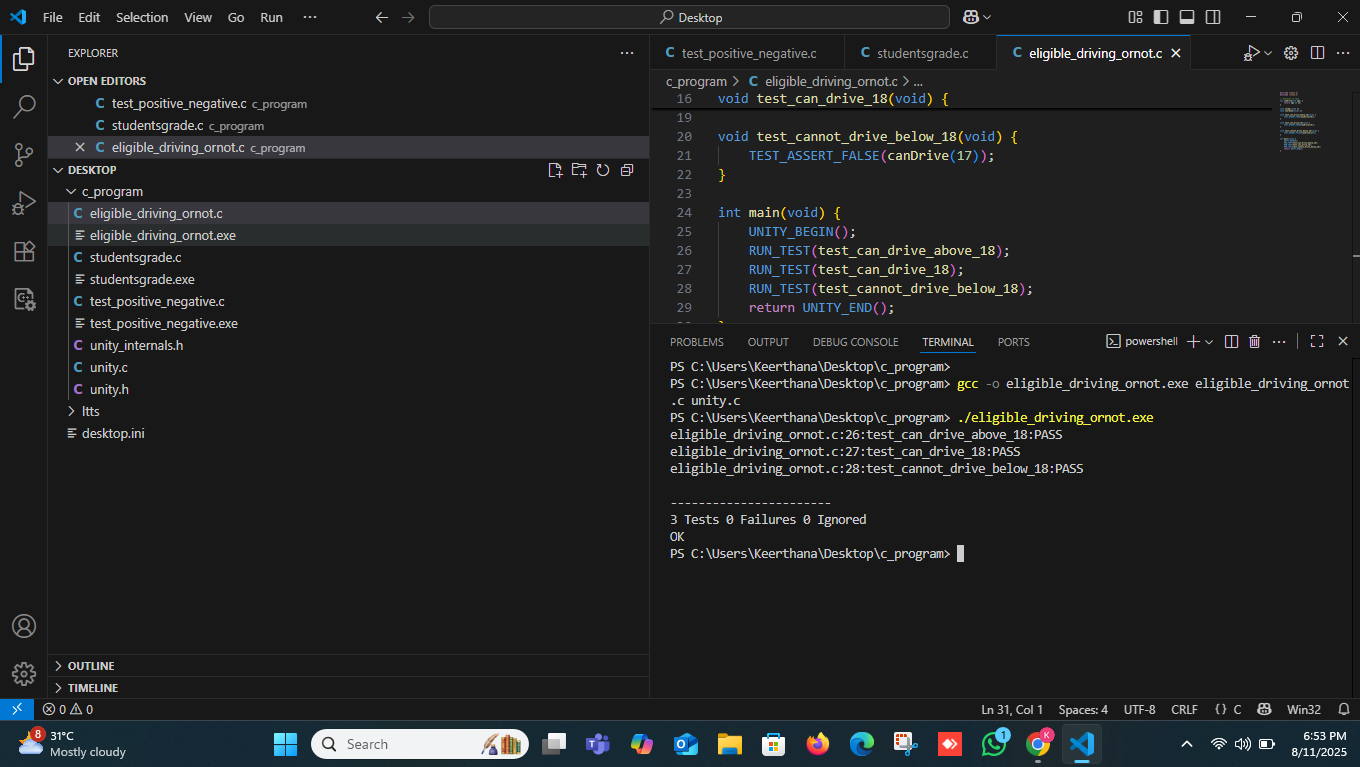 File Edit Selection View Go Run ··· Desktop
EXPLORER ···
OPEN EDITORS
C test_positive_negative.c c_program
C studentsgrade.c c_program
C eligible_driving_ornot.c c_program
DESKTOP
c_program
C eligible_driving_ornot.c
eligible_driving_ornot.exe
C studentsgrade.c
studentsgrade.exe
C test_positive_negative.c
test_positive_negative.exe
C unity_internals.h
C unity.c
C unity.h
ltts
desktop.ini
OUTLINE
TIMELINE
C test_positive_negative.c C studentsgrade.c C eligible_driving_ornot.c
c_program > C eligible_driving_ornot.c > ...
16 void test_can_drive_18(void) {
19
20 void test_cannot_drive_below_18(void) {
21 TEST_ASSERT_FALSE(canDrive(17));
22 }
23
24 int main(void) {
25 UNITY_BEGIN();
26 RUN_TEST(test_can_drive_above_18);
27 RUN_TEST(test_can_drive_18);
28 RUN_TEST(test_cannot_drive_below_18);
29 return UNITY_END();
PROBLEMS OUTPUT DEBUG CONSOLE TERMINAL PORTS powershell
PS C:\Users\Keerthana\Desktop\c_program>
PS C:\Users\Keerthana\Desktop\c_program> gcc -o eligible_driving_ornot.exe eligible_driving_ornot
.c unity.c
PS C:\Users\Keerthana\Desktop\c_program> ./eligible_driving_ornot.exe
eligible_driving_ornot.c:26:test_can_drive_above_18:PASS
eligible_driving_ornot.c:27:test_can_drive_18:PASS
eligible_driving_ornot.c:28:test_cannot_drive_below_18:PASS
-----------------------
3 Tests 0 Failures 0 Ignored
OK
PS C:\Users\Keerthana\Desktop\c_program>
0 0 Ln 31, Col 1 Spaces: 4 UTF-8 CRLF {} C Win32
8 31°C
Mostly cloudy
Search
1
K
6:53 PM
8/11/2025